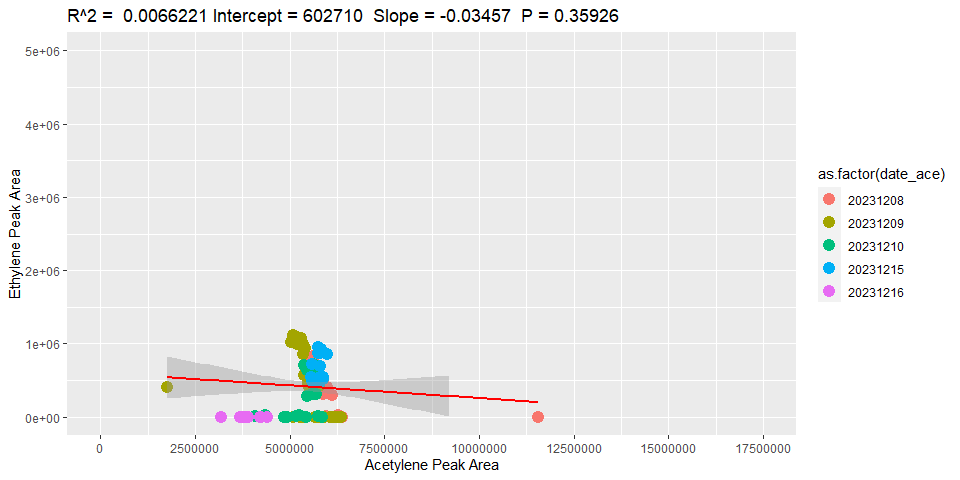 R^2 =  0.0066221 Intercept = 602710  Slope = -0.03457  P = 0.35926
5e+06
4e+06
3e+06
2e+06
1e+06
0e+00
Ethylene Peak Area
0 2500000 5000000 7500000 10000000 12500000 15000000 17500000
Acetylene Peak Area
as.factor(date_ace)
20231208
20231209
20231210
20231215
20231216